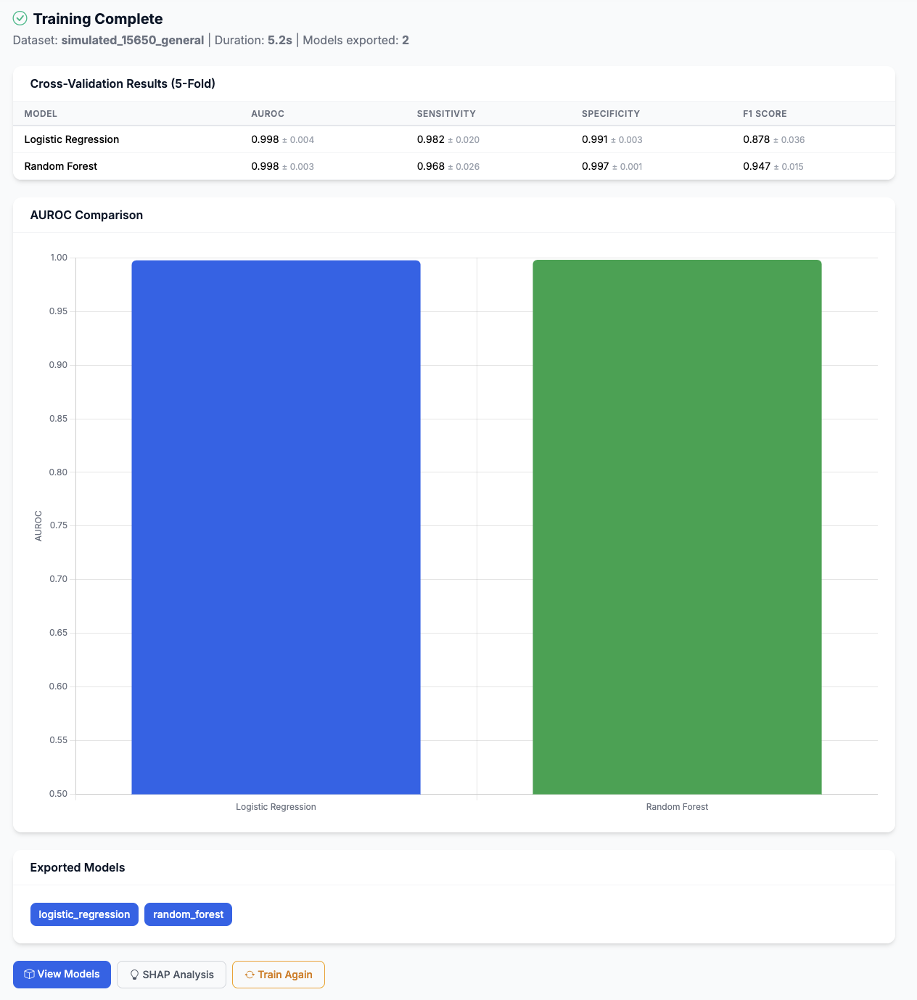 Training Complete
Dataset: simulated_15650_general | Duration: 5.2s | Models exported: 2
Cross-Validation Results (5-Fold)
MODEL AUROC SENSITIVITY SPECIFICITY F1 SCORE
Logistic Regression 0.998 ± 0.004 0.982 ± 0.020 0.991 ± 0.003 0.878 ± 0.036
Random Forest 0.998 ± 0.003 0.968 ± 0.026 0.997 ± 0.001 0.947 ± 0.015
AUROC Comparison
1.00
0.95
0.90
0.85
0.80
0.75
0.70
0.65
0.60
0.55
0.50
AUROC
Logistic Regression Random Forest
Exported Models
logistic_regression random_forest
View Models SHAP Analysis Train Again